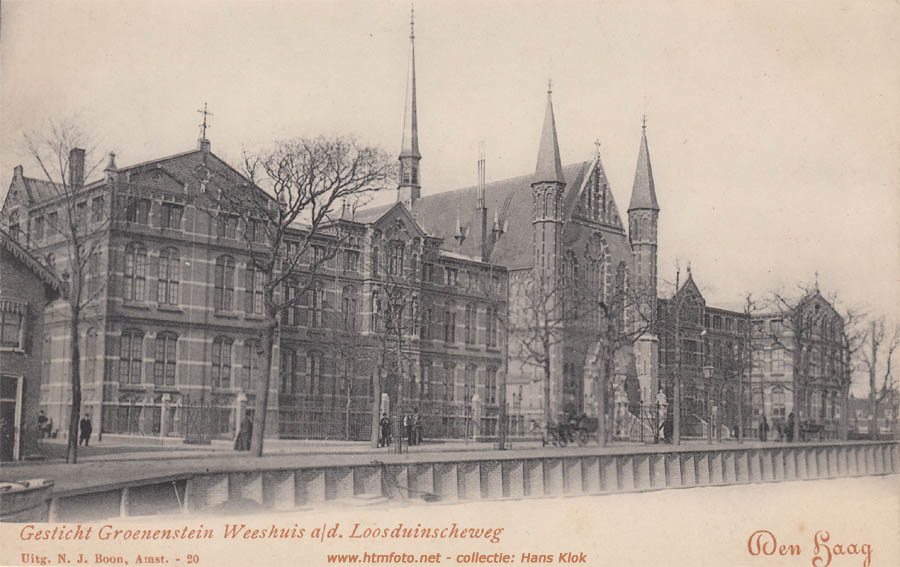 Gesticht Groenenstein Weeshuis a/d. Loosduinscheweg
Uitg. N. J. Boon, Amst. - 20
www.htmfoto.net - collectie: Hans Klok
Den Haag